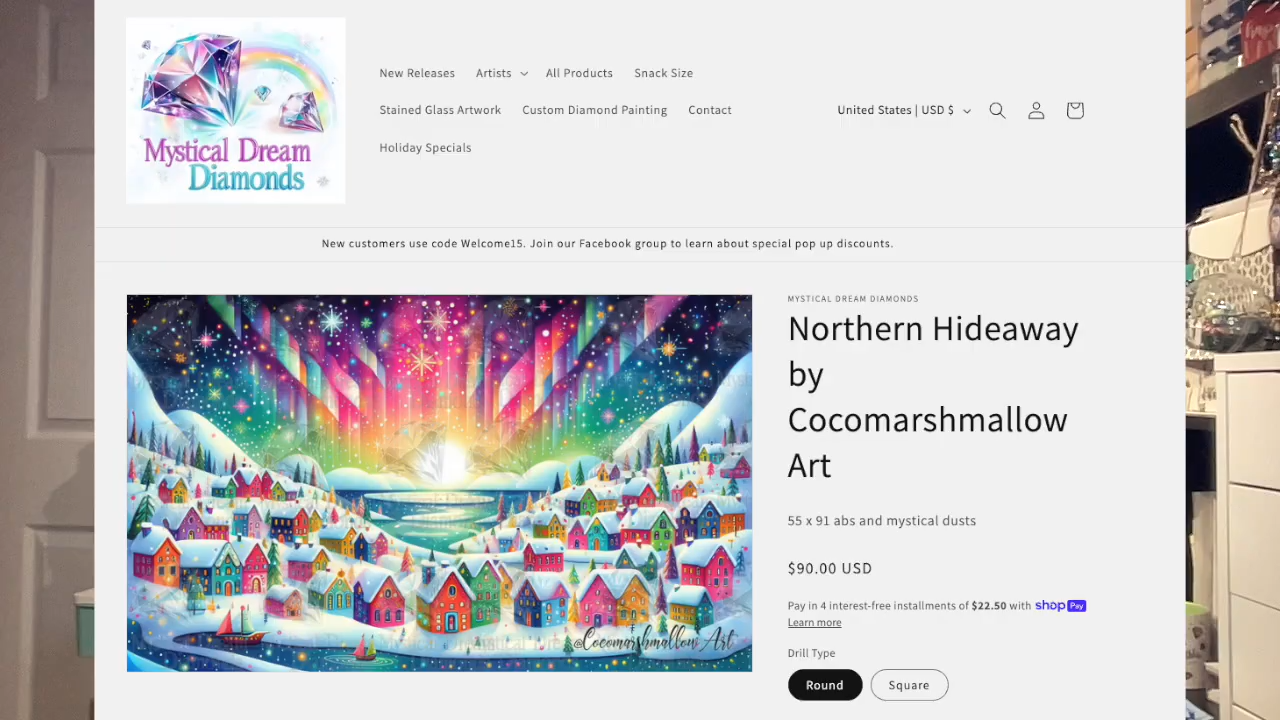 Mystical Dream
Diamonds
New Releases
Artists
All Products
Snack Size
Stained Glass Artwork
Custom Diamond Painting
Contact
Holiday Specials
United States | USD $
New customers use code Welcome15. Join our Facebook group to learn about special pop up discounts.
@Cocomarshmallow Art
MYSTICAL DREAM DIAMONDS
Northern Hideaway
by
Cocomarshmallow
Art
55 x 91 abs and mystical dusts
$90.00 USD
Pay in 4 interest-free installments of $22.50 with shop Pay
Learn more
Drill Type
Round
Square